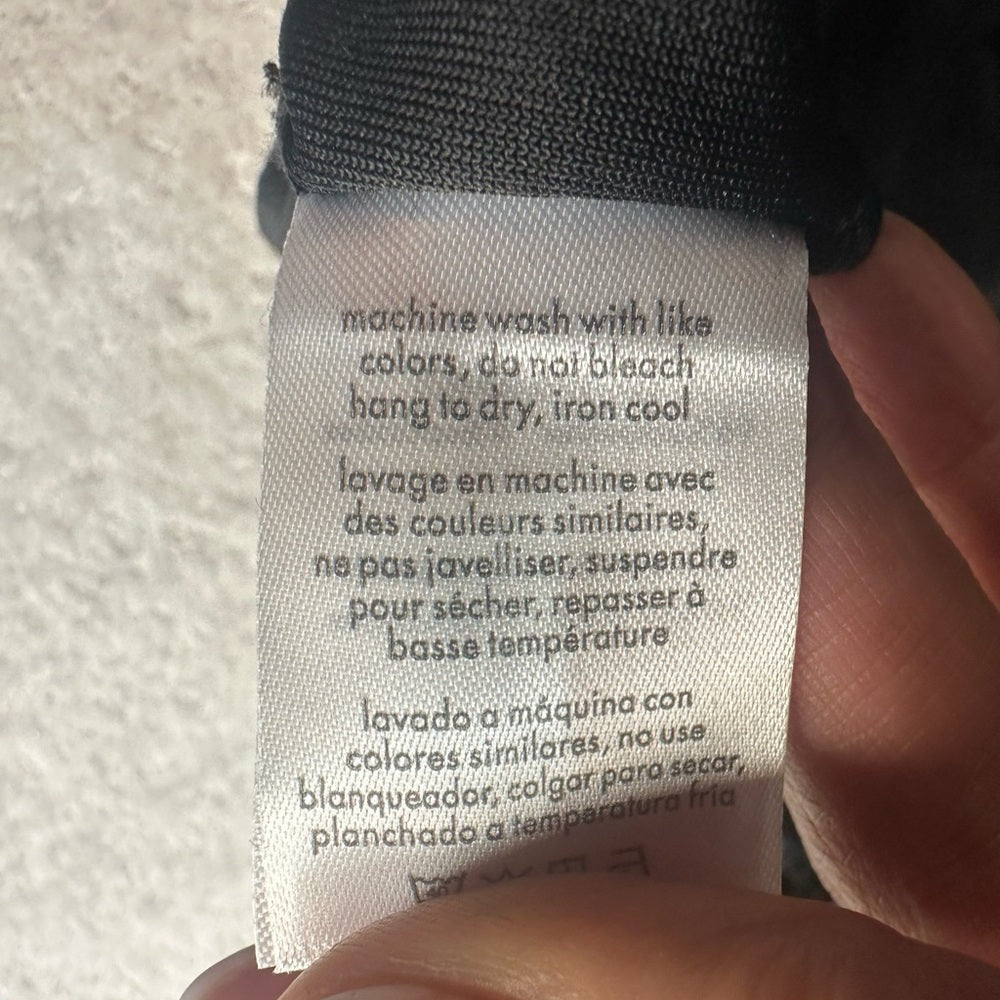 machine wash with like
colors, do not bleach
hang to dry, iron cool
lavage en machine avec
des couleurs similaires,
ne pas javelliser, suspendre
pour sécher, repasser à
basse température
lavado a máquina con
colores similares, no use
blanqueador, colgar para secar,
planchado a temperatura fría